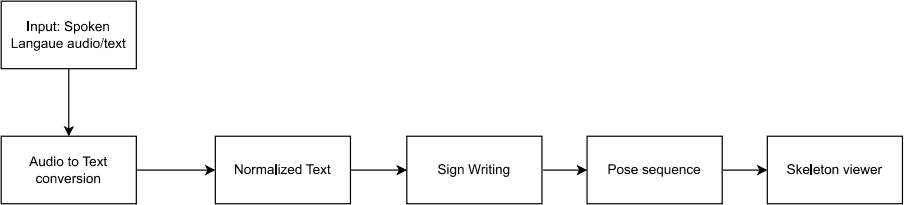 Input: Spoken
Langaue audio/text
Audio to Text
conversion
Normalized Text
Sign Writing
Pose sequence
Skeleton viewer